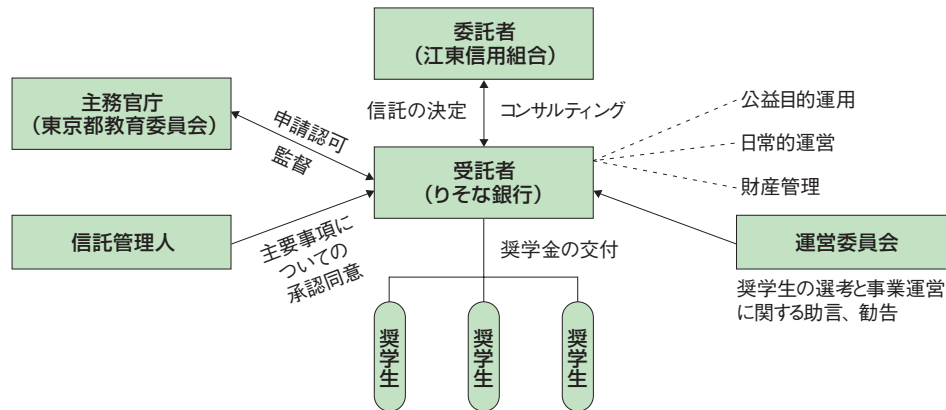 委託者
（江東信用組合）
主務官庁
（東京都教育委員会）
信託の決定
コンサルティング
申請認可
監督
公益目的運用
日常的運営
財産管理
受託者
（りそな銀行）
信託管理人
主要事項に
ついての
承認同意
奨学金の交付
運営委員会
奨学生の選考と事業運営
に関する助言、勧告
奨学生
奨学生
奨学生